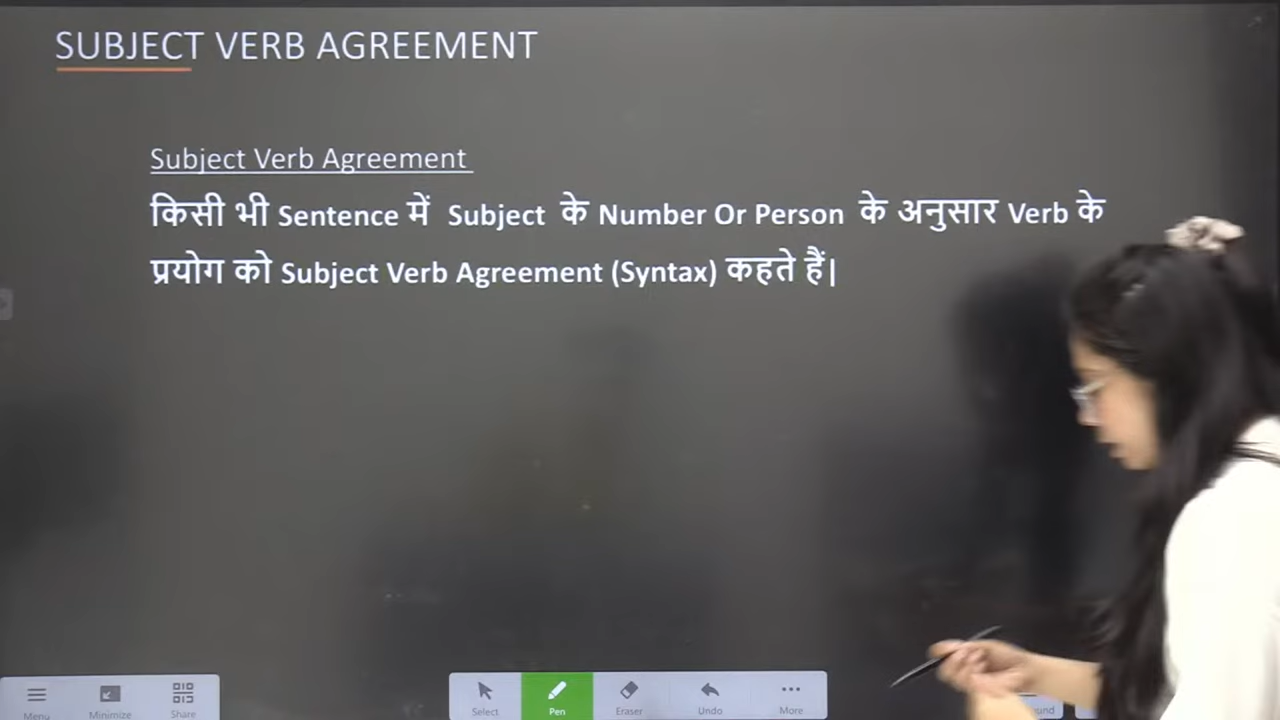 SUBJECT VERB AGREEMENT
Subject Verb Agreement
किसी भी Sentence में Subject के Number Or Person के अनुसार Verb के
प्रयोग को Subject Verb Agreement (Syntax) कहते हैं|
Menu
Minimize
Share
Select
Pen
Eraser
Undo
More